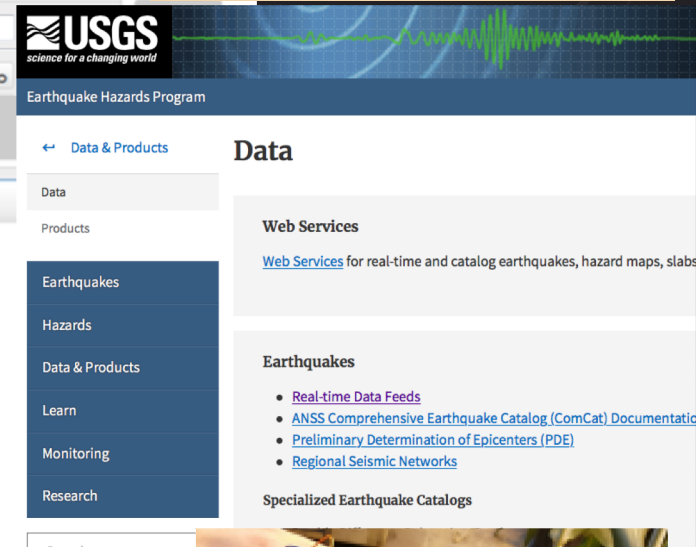 USGS
science for a changing world
Earthquake Hazards Program
Data & Products
Data
Products
Earthquakes
Hazards
Data & Products
Learn
Monitoring
Research
Data
Web Services
Web Services for real-time and catalog earthquakes, hazard maps, slabs
Earthquakes
Real-time Data Feeds
ANSS Comprehensive Earthquake Catalog (ComCat) Documentatio
Preliminary Determination of Epicenters (PDE)
Regional Seismic Networks
Specialized Earthquake Catalogs